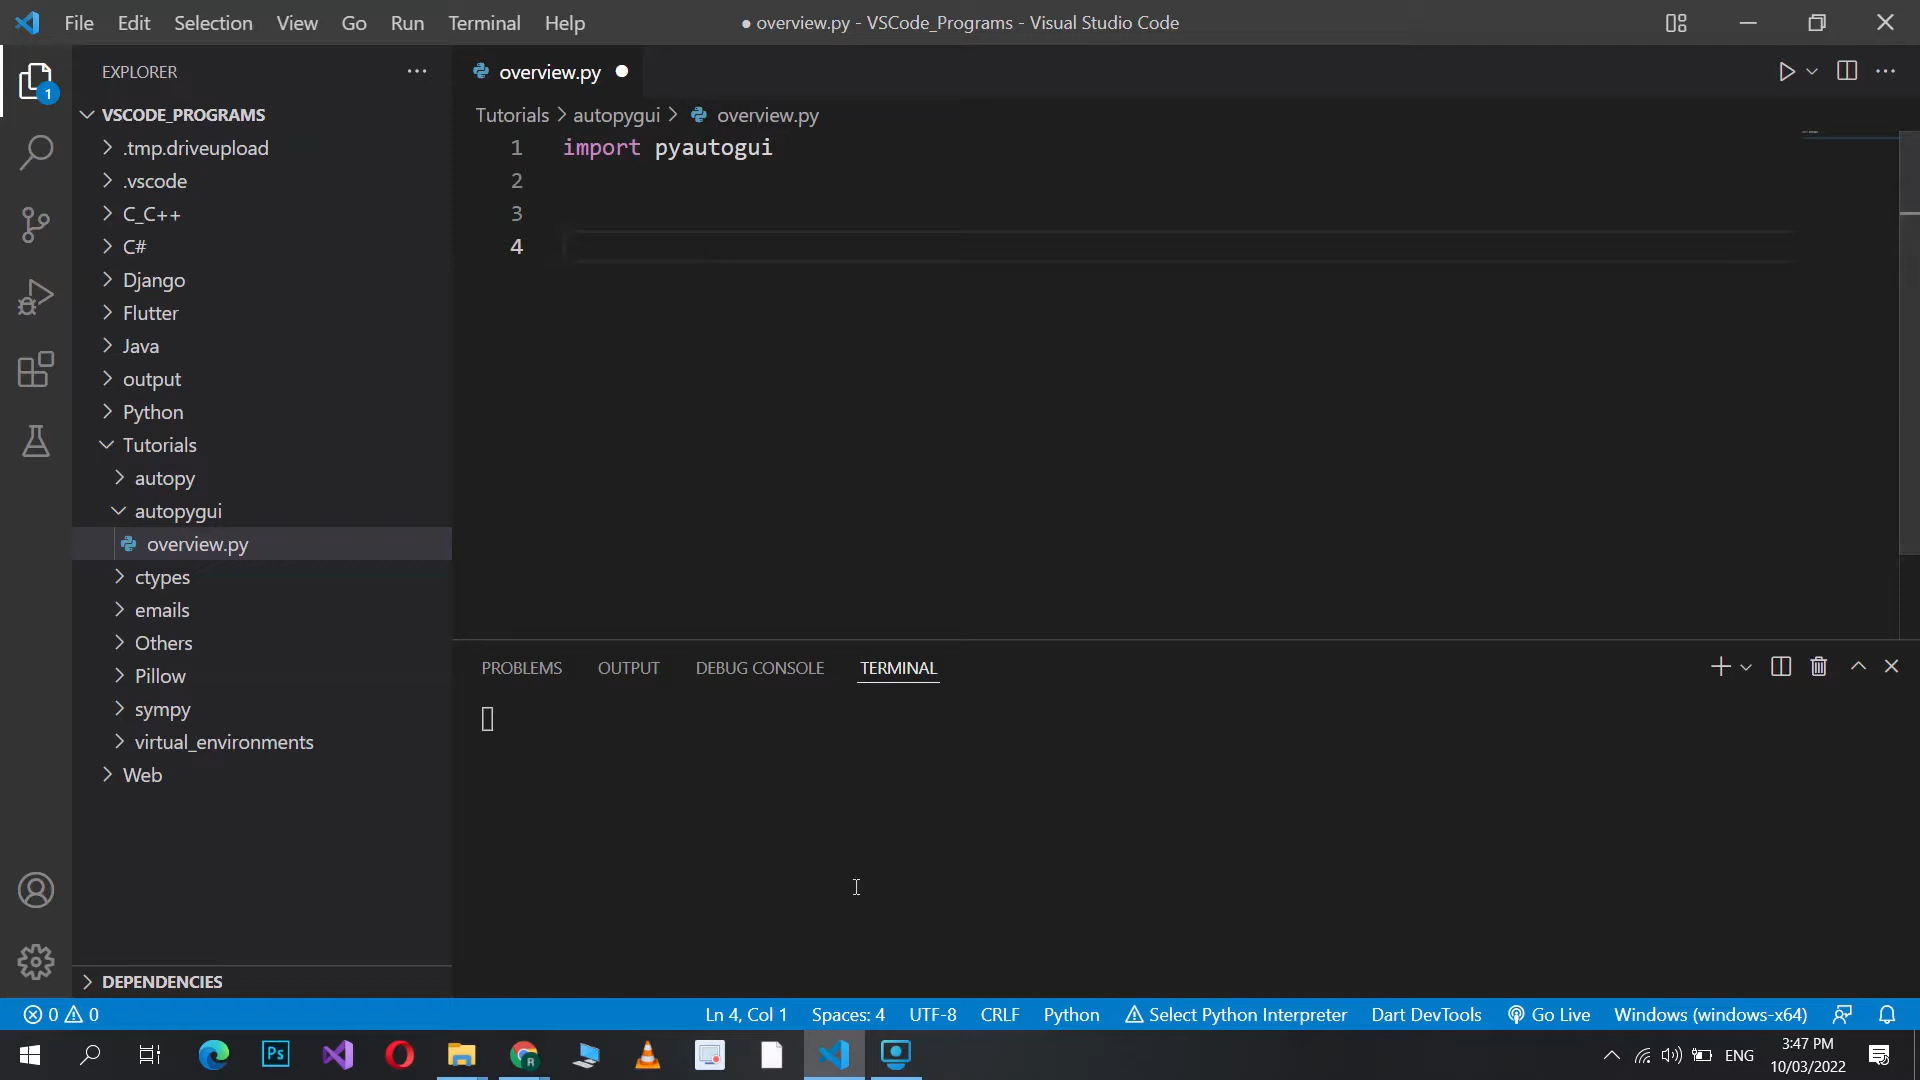 File Edit Selection View Go Run Terminal Help
● overview.py - VSCode_Programs - Visual Studio Code
EXPLORER
1
VSCODE_PROGRAMS
.tmp.driveupload
.vscode
C_C++
C#
Django
Flutter
Java
output
Python
Tutorials
autopy
autopygui
overview.py
ctypes
emails
Others
Pillow
sympy
virtual_environments
Web
DEPENDENCIES
overview.py
Tutorials > autopygui > overview.py
1 import pyautogui
2
3
4
PROBLEMS OUTPUT DEBUG CONSOLE TERMINAL
0 0 Ln 4, Col 1 Spaces: 4 UTF-8 CRLF Python Select Python Interpreter Dart DevTools Go Live Windows (windows-x64)
Ps R ENG
3:47 PM
10/03/2022